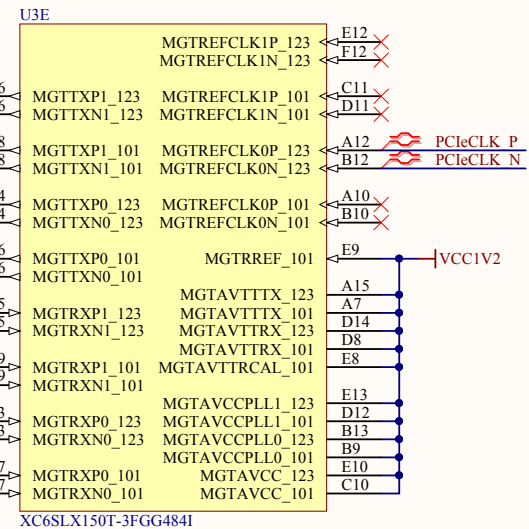 U3E
MGTREFCLK1P_123 E12
MGTREFCLK1N_123 F12
MGTTXP1_123 MGTREFCLK1P_101 C11
MGTTXN1_123 MGTREFCLK1N_101 D11
MGTTXP1_101 MGTREFCLK0P_123 A12 PCIeCLK_P
MGTTXN1_101 MGTREFCLK0N_123 B12 PCIeCLK_N
MGTTXP0_123 MGTREFCLK0P_101 A10
MGTTXN0_123 MGTREFCLK0N_101 B10
MGTTXP0_101 MGTRREF_101 E9 VCC1V2
MGTTXN0_101
MGTAVTTTX_123 A15
MGTRXP1_123 MGTAVTTTX_101 A7
MGTRXN1_123 MGTAVTTRX_123 D14
MGTAVTTRX_101 D8
MGTRXP1_101 MGTAVTTRCAL_101 E8
MGTRXN1_101
MGTAVCCPLL1_123 E13
MGTRXP0_123 MGTAVCCPLL1_101 D12
MGTRXN0_123 MGTAVCCPLL0_123 B13
MGTAVCCPLL0_101 B9
MGTRXP0_101 MGTAVCC_123 E10
MGTRXN0_101 MGTAVCC_101 C10
XC6SLX150T-3FGG484I